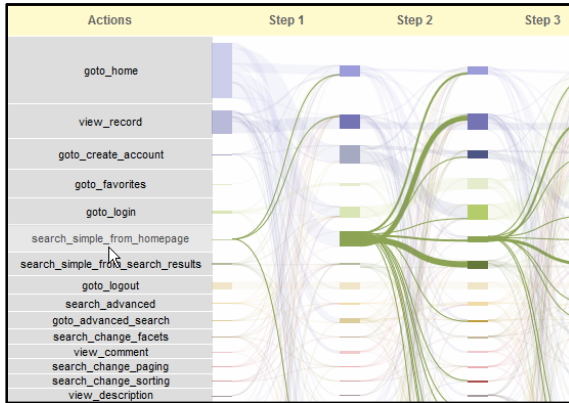 Actions Step 1 Step 2 Step 3
goto_home
view_record
goto_create_account
goto_favorites
goto_login
search_simple_from_homepage
search_simple_from_search_results
goto_logout
search_advanced
goto_advanced_search
search_change_facets
view_comment
search_change_paging
search_change_sorting
view_description